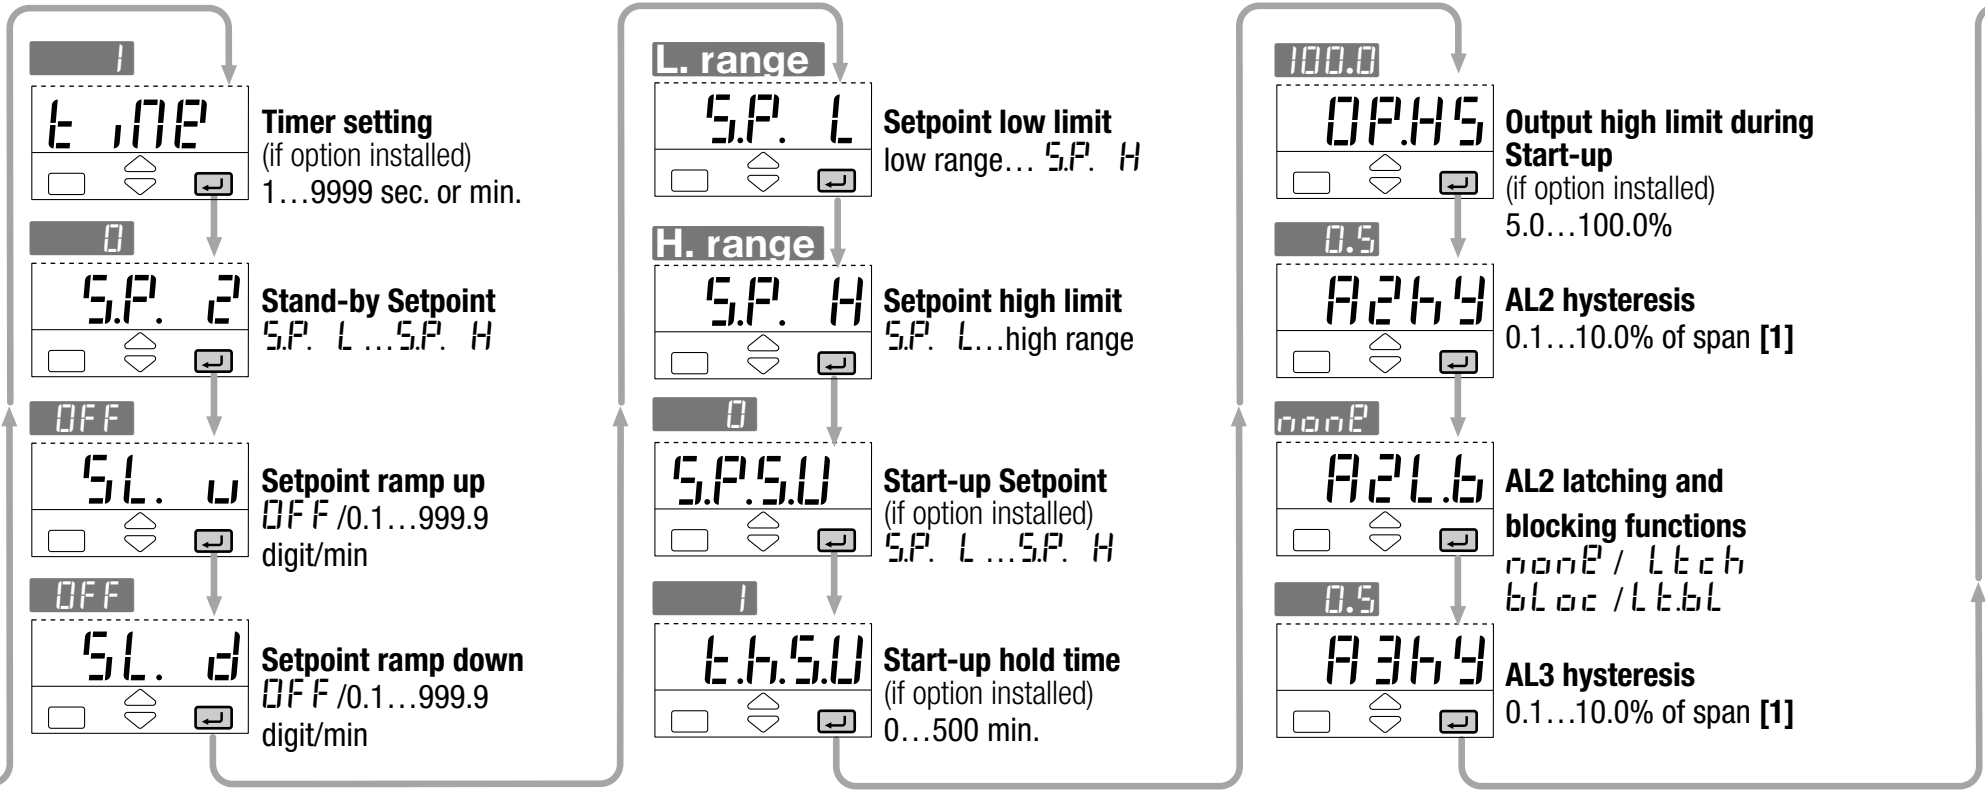 1
timE
Timer setting
(if option installed)
1…9999 sec. or min.
0
S.P. 2
Stand-by Setpoint
S.P. L …S.P. H
OFF
SL. u
Setpoint ramp up
OFF /0.1…999.9
digit/min
OFF
SL. d
Setpoint ramp down
OFF /0.1…999.9
digit/min
L. range
S.P. L
Setpoint low limit
low range… S.P. H
H. range
S.P. H
Setpoint high limit
S.P. L…high range
0
S.P.S.U
Start-up Setpoint
(if option installed)
S.P. L …S.P. H
1
t.h.S.U
Start-up hold time
(if option installed)
0…500 min.
100.0
OP.HS
Output high limit during
Start-up
(if option installed)
5.0…100.0%
0.5
A2hy
AL2 hysteresis
0.1…10.0% of span [1]
nonE
A2L.b
AL2 latching and
blocking functions
nonE / Ltch
bLoc /Lt.bL
0.5
A3hy
AL3 hysteresis
0.1…10.0% of span [1]